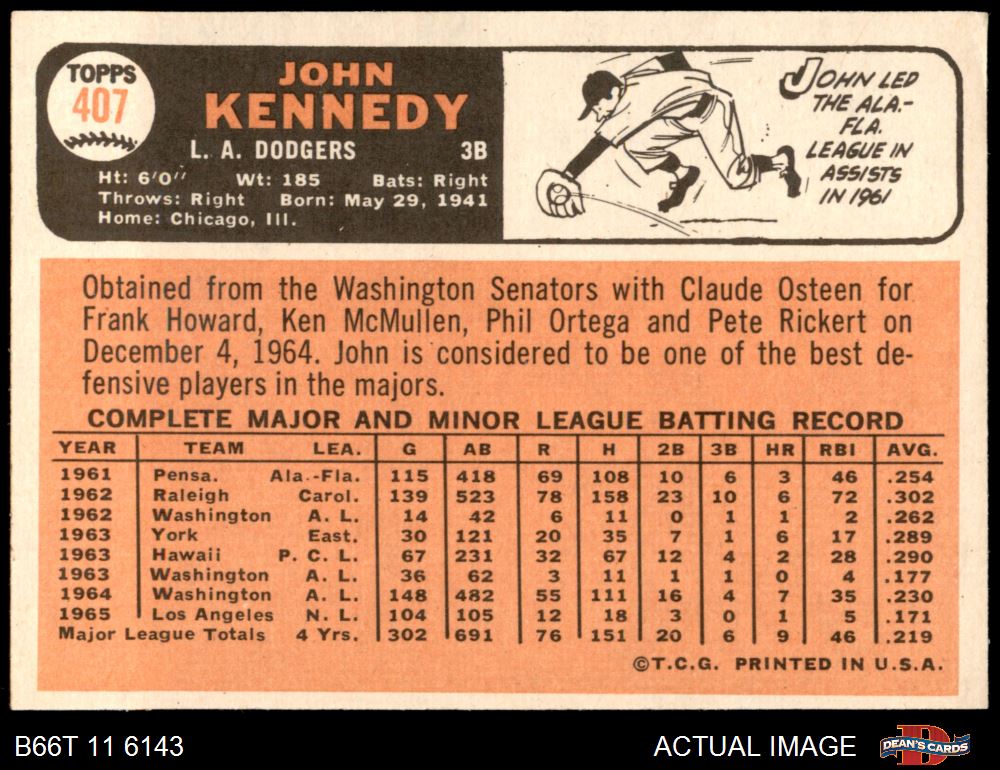 TOPPS
407
JOHN
KENNEDY
L. A. DODGERS 3B
Ht: 6'0" Wt: 185 Bats: Right
Throws: Right Born: May 29, 1941
Home: Chicago, Ill.
JOHN LED
THE ALA.-
FLA.
LEAGUE IN
ASSISTS
IN 1961
Obtained from the Washington Senators with Claude Osteen for
Frank Howard, Ken McMullen, Phil Ortega and Pete Rickert on
December 4, 1964. John is considered to be one of the best de-
fensive players in the majors.
COMPLETE MAJOR AND MINOR LEAGUE BATTING RECORD
YEAR TEAM LEA. G AB R H 2B 3B HR RBI AVG.
1961 Pensa. Ala.-Fla. 115 418 69 108 10 6 3 46 .254
1962 Raleigh Carol. 139 523 78 158 23 10 6 72 .302
1962 Washington A. L. 14 42 6 11 0 1 1 2 .262
1963 York East. 30 121 20 35 7 1 6 17 .289
1963 Hawaii P. C. L. 67 231 32 67 12 4 2 28 .290
1963 Washington A. L. 36 62 3 11 1 1 0 4 .177
1964 Washington A. L. 148 482 55 111 16 4 7 35 .230
1965 Los Angeles N. L. 104 105 12 18 3 0 1 5 .171
Major League Totals 4 Yrs. 302 691 76 151 20 6 9 46 .219
©T.C.G. PRINTED IN U.S.A.
B66T 11 6143 ACTUAL IMAGE DEAN'S CARDS